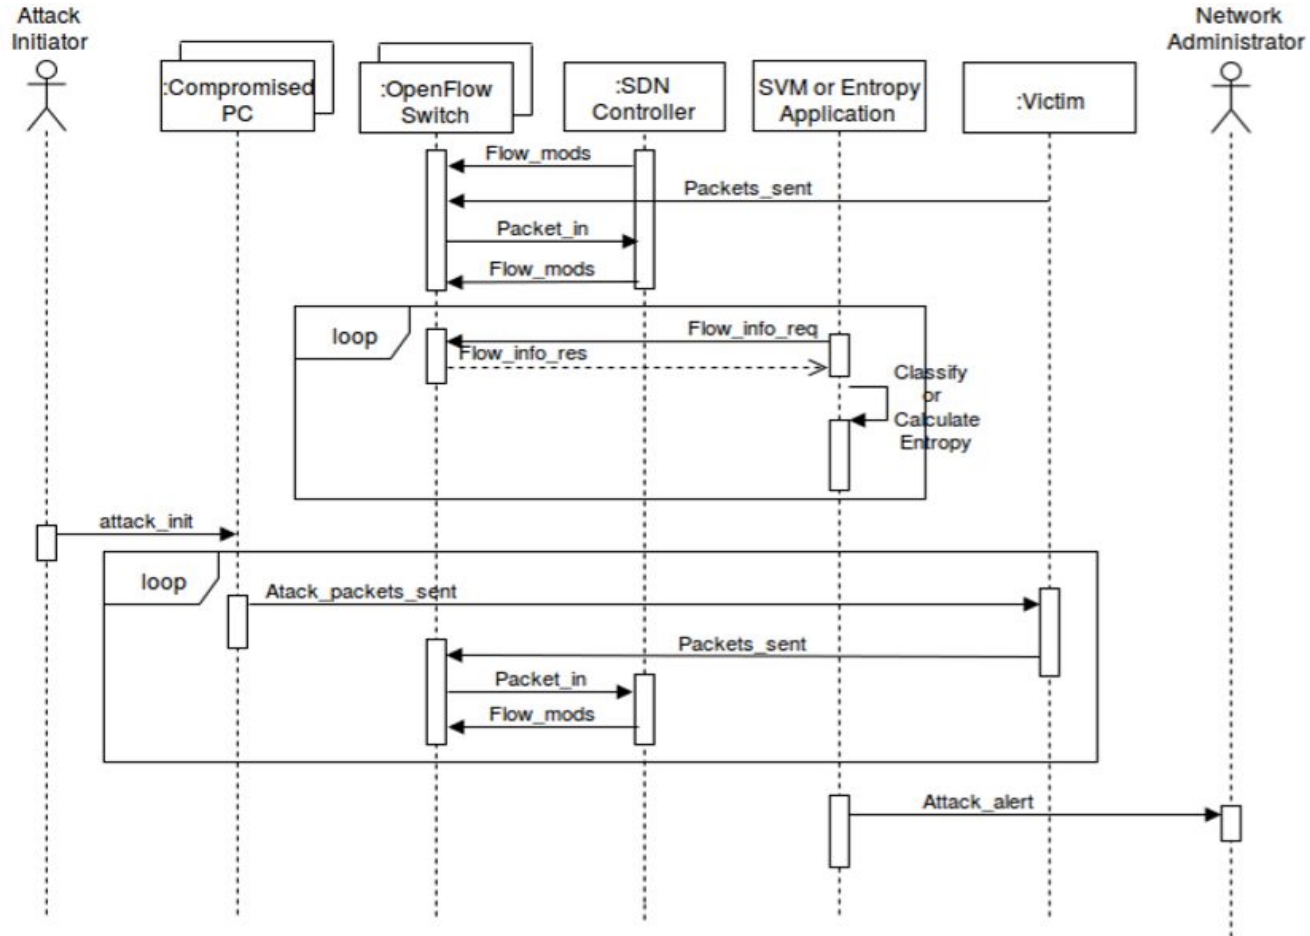 Attack
Initiator
Network
Administrator
:Compromised
PC
:OpenFlow
Switch
:SDN
Controller
SVM or Entropy
Application
:Victim
Flow_mods
Packets_sent
Packet_in
Flow_mods
loop
Flow_info_req
Flow_info_res
Classify
or
Calculate
Entropy
attack_init
loop
Atack_packets_sent
Packets_sent
Packet_in
Flow_mods
Attack_alert